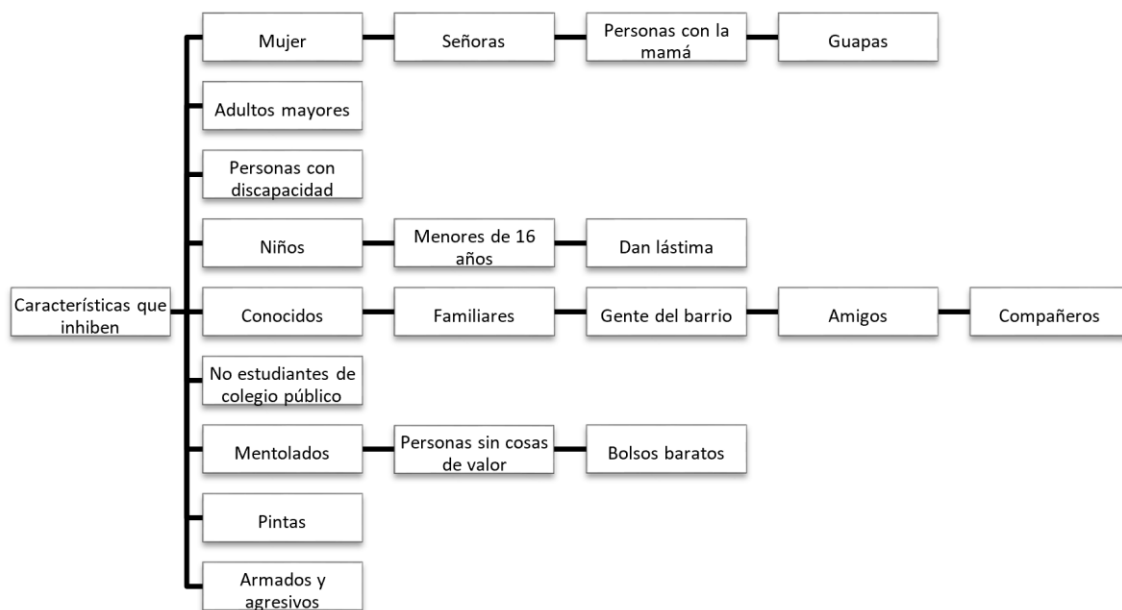 Mujer
Señoras
Personas con la
mamá
Guapas
Adultos mayores
Personas con
discapacidad
Niños
Menores de 16
años
Dan lástima
Características que
inhiben
Conocidos
Familiares
Gente del barrio
Amigos
Compañeros
No estudiantes de
colegio público
Mentolados
Personas sin cosas
de valor
Bolsos baratos
Pintas
Armados y
agresivos